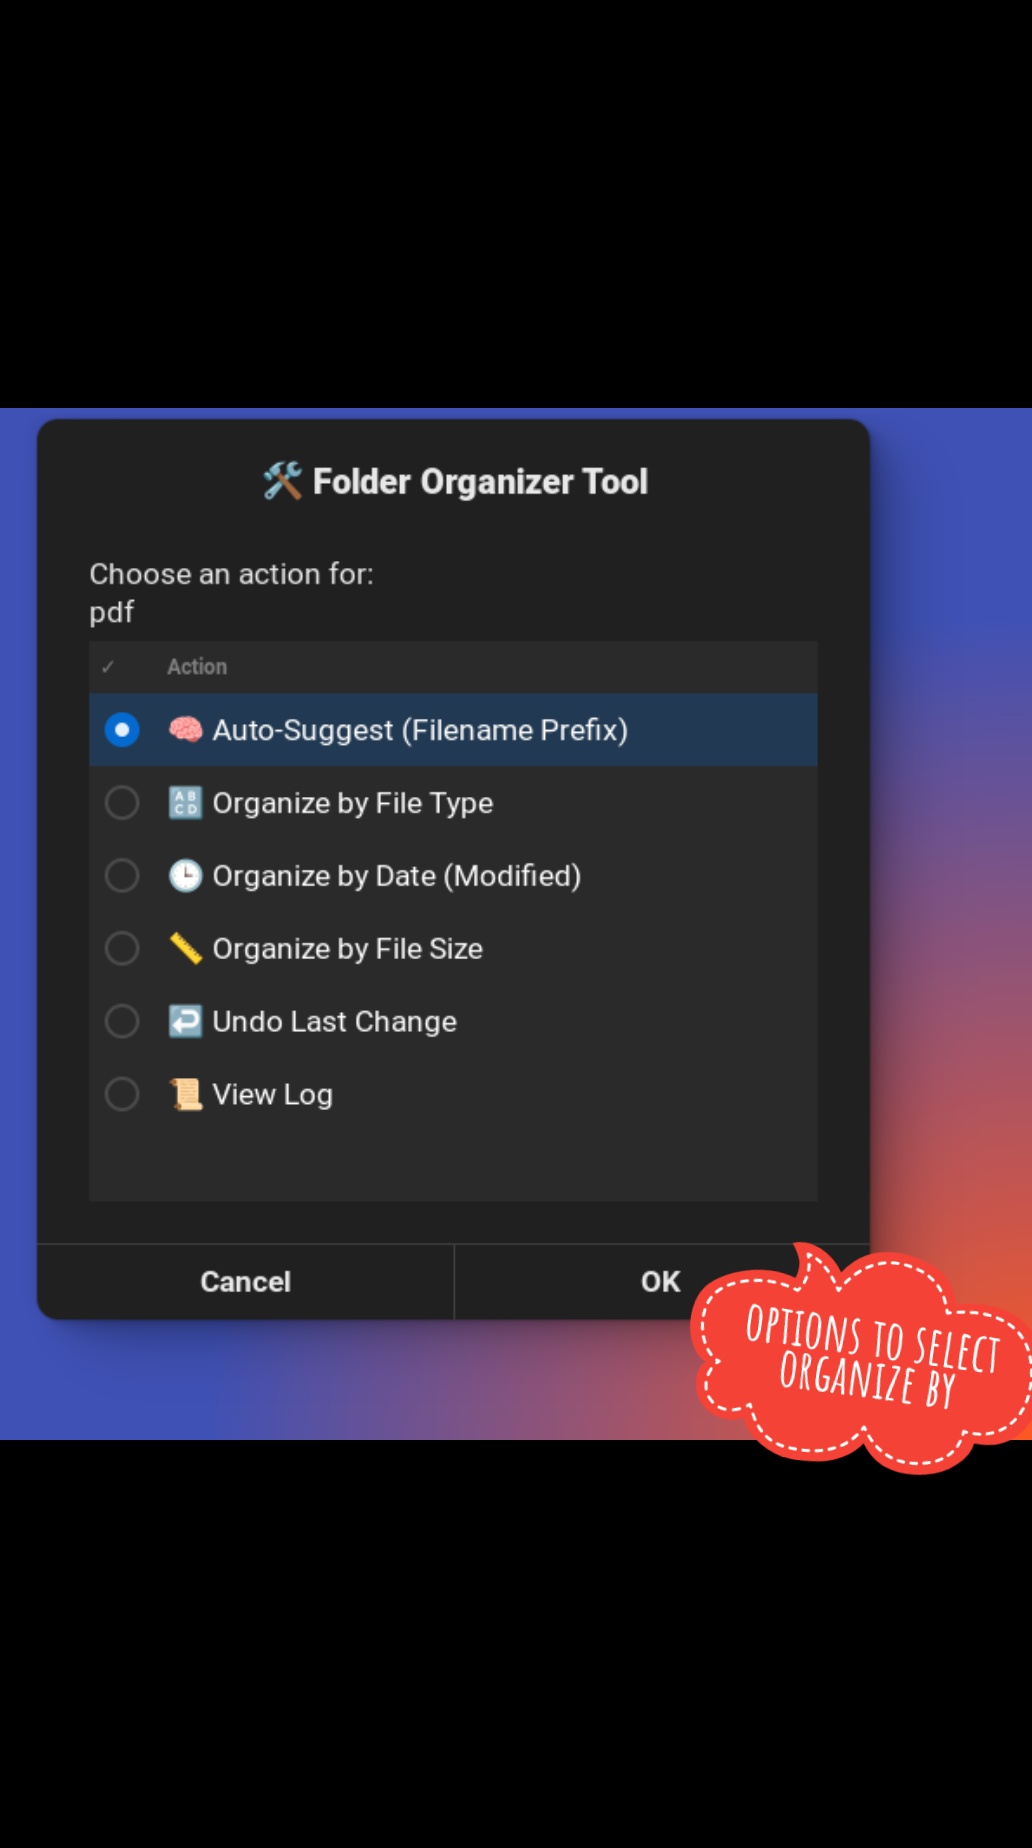 🛠️ Folder Organizer Tool
Choose an action for:
pdf
✓ Action
🧠 Auto-Suggest (Filename Prefix)
🔠 Organize by File Type
🕒 Organize by Date (Modified)
📏 Organize by File Size
↩️ Undo Last Change
📜 View Log
Cancel OK
OPTIONS TO SELECT
ORGANIZE BY